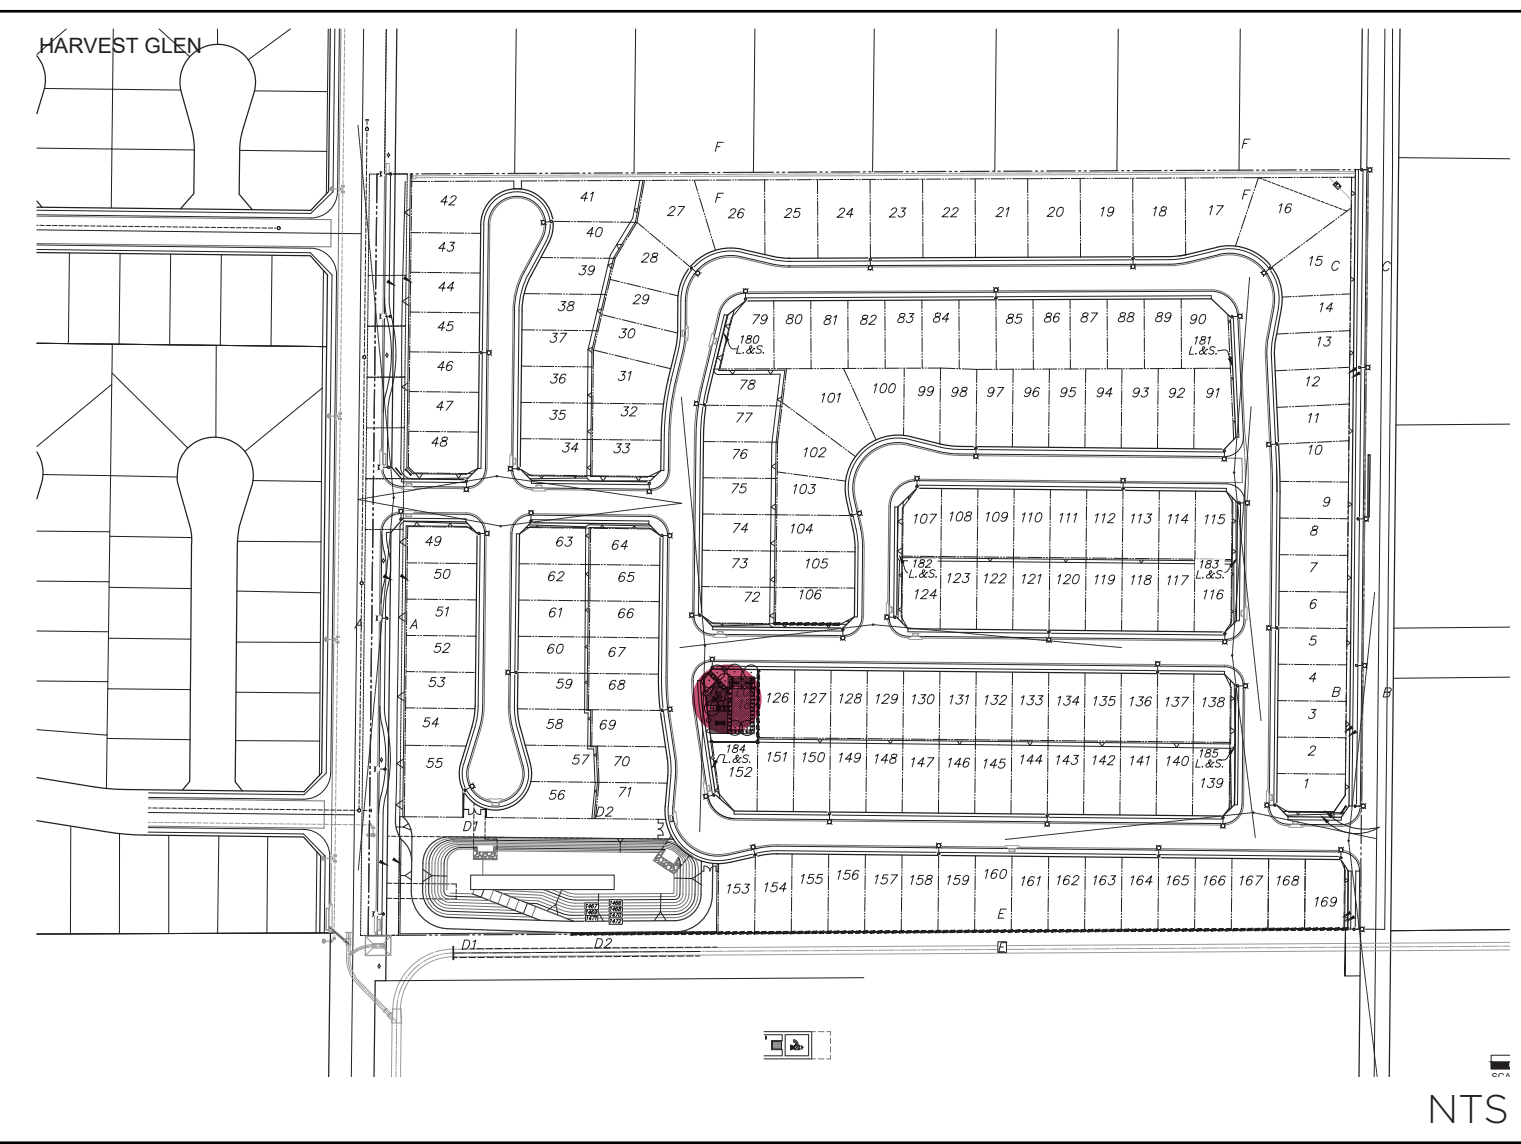 HARVEST GLEN
F F
F F
42 41 27 26 25 24 23 22 21 20 19 18 17 16
43 40 28 15 C C
44 39 29 14
45 38 30 79 80 81 82 83 84 85 86 87 88 89 90 13
180 L.&S. 181 L.&S.
46 37 31 78 101 100 99 98 97 96 95 94 93 92 91 12
47 36 32 77 11
48 35 33 76 102 10
34 75 103 9
49 63 64 74 104 107 108 109 110 111 112 113 114 115 8
50 62 65 73 105 182 L.&S. 183 L.&S. 7
51 61 66 72 106 124 123 122 121 120 119 118 117 116 6
A A
52 60 67 5
53 59 68 126 127 128 129 130 131 132 133 134 135 136 137 138 4 B B
54 58 69 3
55 57 70 184 L.&S. 185 L.&S. 2
152 151 150 149 148 147 146 145 144 143 142 141 140 139 1
56 71
D1 D2
153 154 155 156 157 158 159 160 161 162 163 164 165 166 167 168 169
E
D1 D2 E
NTS